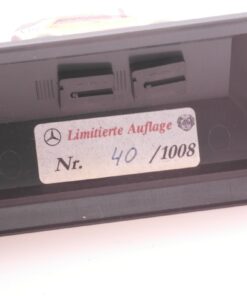 Limitierte Auflage
Nr. 40 /1008